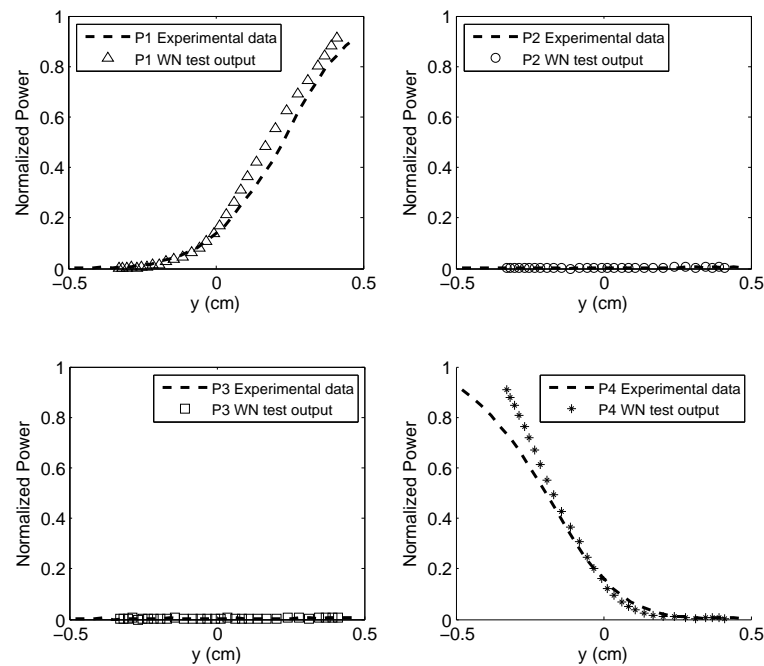 1
0.8
0.6
0.4
0.2
0
Normalized Power
P1 Experimental data
P1 WN test output
−0.5
0
0.5
y (cm)
1
0.8
0.6
0.4
0.2
0
Normalized Power
P2 Experimental data
P2 WN test output
−0.5
0
0.5
y (cm)
1
0.8
0.6
0.4
0.2
0
Normalized Power
P3 Experimental data
P3 WN test output
−0.5
0
0.5
y (cm)
1
0.8
0.6
0.4
0.2
0
Normalized Power
P4 Experimental data
P4 WN test output
−0.5
0
0.5
y (cm)